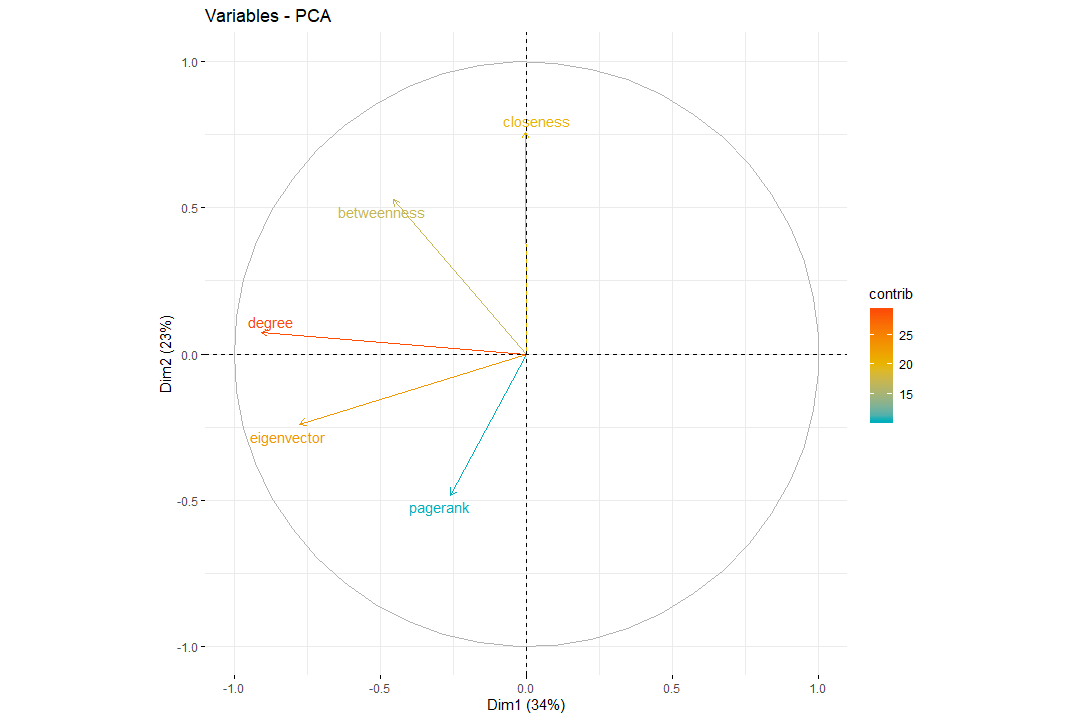 Variables - PCA
1.0
closeness
0.5
betweenness
contrib
degree
25
Dim2 (23%)
0.0
20
15
eigenvector
-0.5
pagerank
-1.0
-1.0 -0.5 0.0 0.5 1.0
Dim1 (34%)